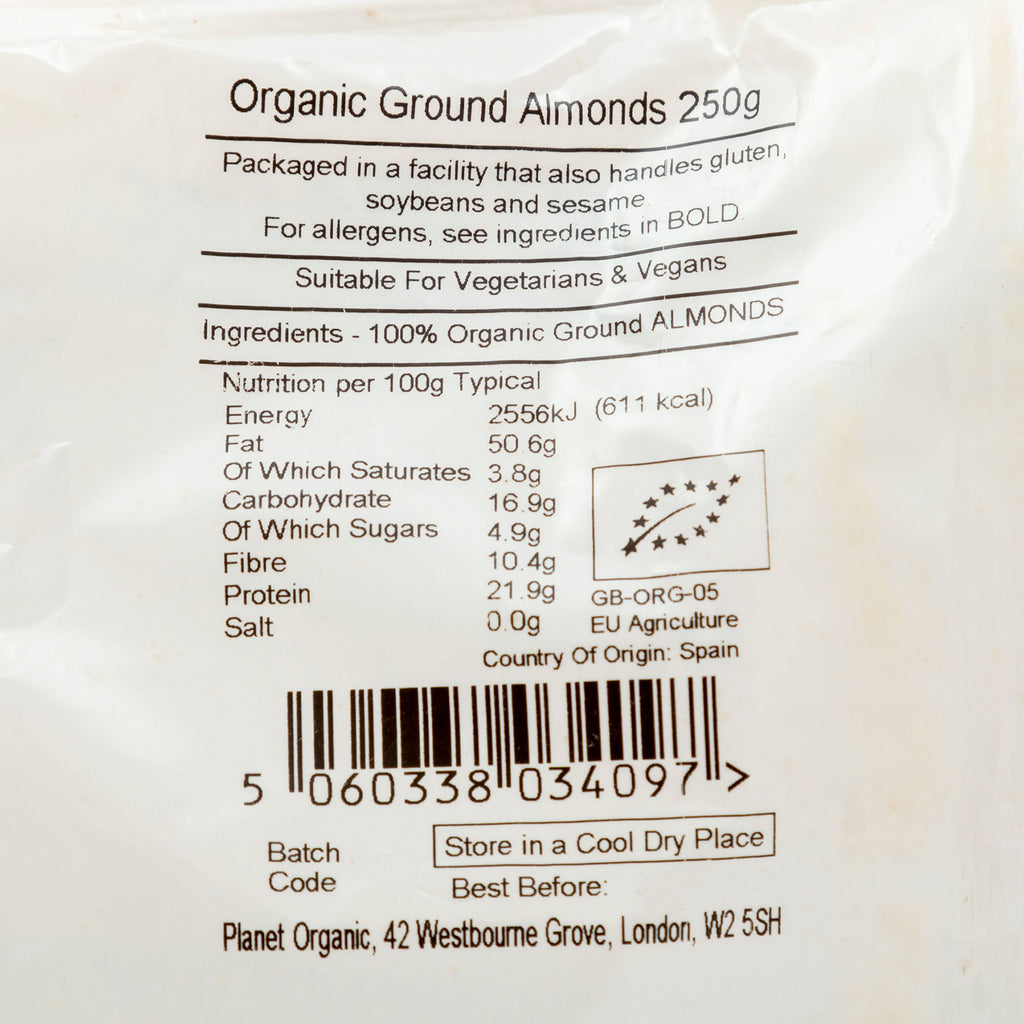 Organic Ground Almonds 250g
Packaged in a facility that also handles gluten,
soybeans and sesame.
For allergens, see ingredients in BOLD.
Suitable For Vegetarians & Vegans
Ingredients - 100% Organic Ground ALMONDS
Nutrition per 100g Typical
Energy 2556kJ (611 kcal)
Fat 50.6g
Of Which Saturates 3.8g
Carbohydrate 16.9g
Of Which Sugars 4.9g
Fibre 10.4g
Protein 21.9g
Salt 0.0g
GB-ORG-05
EU Agriculture
Country Of Origin: Spain
5 060338 034097 >
Batch
Code
Store in a Cool Dry Place
Best Before:
Planet Organic, 42 Westbourne Grove, London, W2 5SH